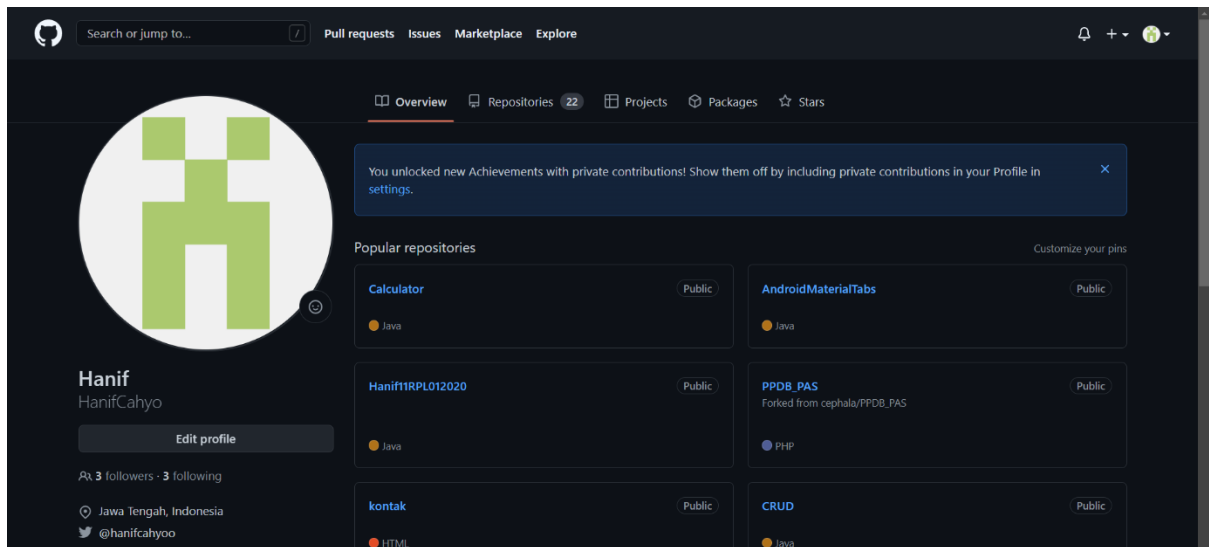 Search or jump to... / Pull requests Issues Marketplace Explore
Overview Repositories 22 Projects Packages Stars
You unlocked new Achievements with private contributions! Show them off by including private contributions in your Profile in
settings.
Popular repositories Customize your pins
Calculator Public AndroidMaterialTabs Public
Java Java
Hanif
HanifCahyo
Edit profile
3 followers · 3 following
Jawa Tengah, Indonesia
@hanifcahyoo
Hanif11RPL012020 Public PPDB_PAS Public
Forked from cephala/PPDB_PAS
Java PHP
kontak Public CRUD Public
HTML Java